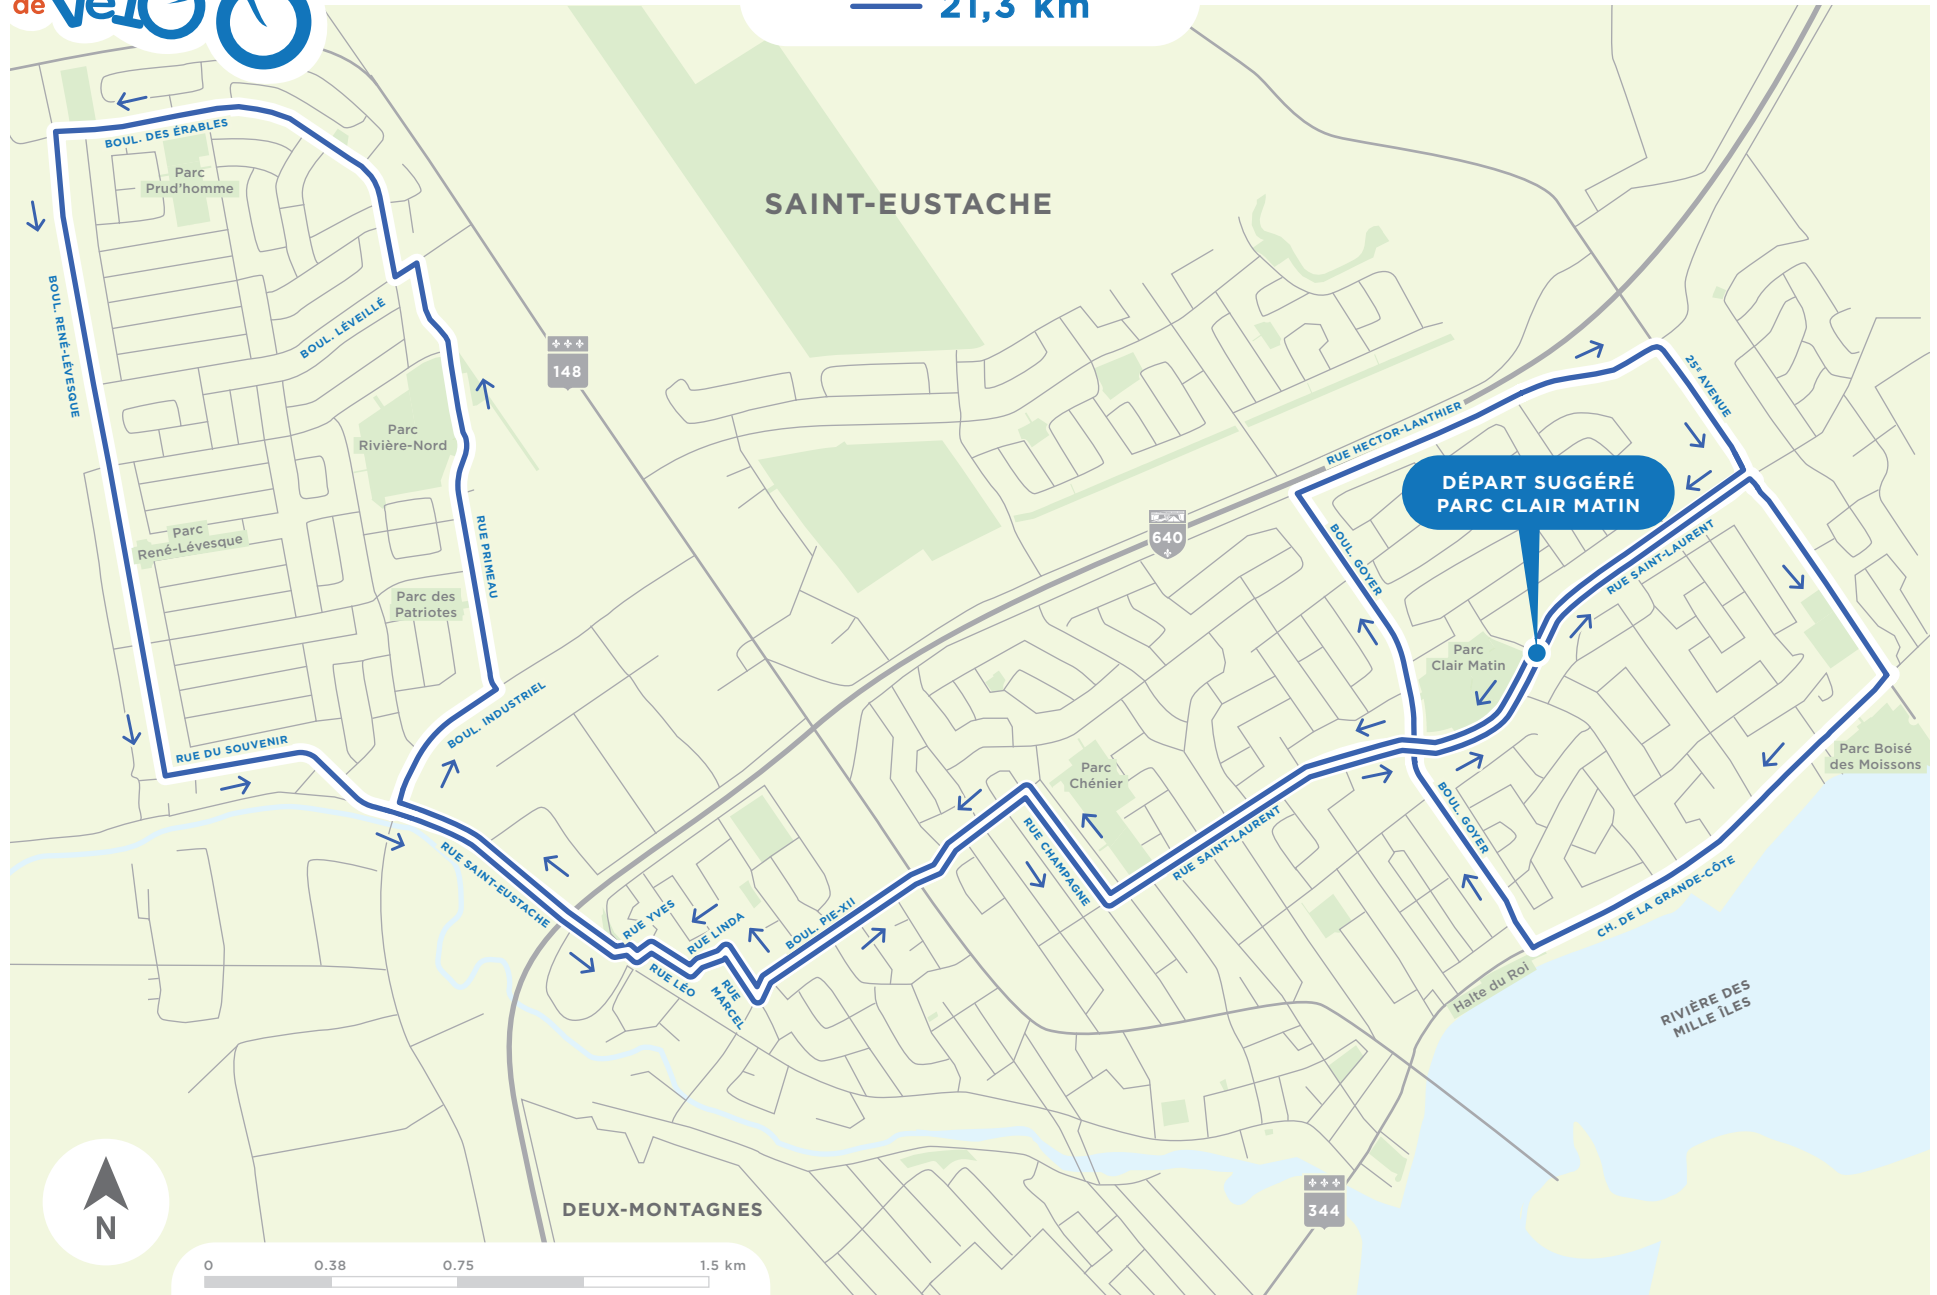 de vélo
21,3 km
BOUL. DES ÉRABLES
Parc
Prud'homme
SAINT-EUSTACHE
BOUL. RENÉ-LÉVESQUE
BOUL. LÉVEILLÉ
148
25E AVENUE
RUE HECTOR-LANTHIER
Parc
Rivière-Nord
DÉPART SUGGÉRÉ
PARC CLAIR MATIN
Parc
René-Lévesque
RUE PRIMEAU
640
BOUL. GOYER
RUE SAINT-LAURENT
Parc des
Patriotes
Parc
Clair Matin
BOUL. INDUSTRIEL
RUE DU SOUVENIR
Parc Boisé
des Moissons
Parc
Chénier
RUE SAINT-EUSTACHE
RUE CHAMPAGNE
RUE SAINT-LAURENT
BOUL. GOYER
CH. DE LA GRANDE-CÔTE
RUE YVES
RUE LINDA
BOUL. PIE-XII
RUE LÉO
RUE
MARCEL
Halte du Roi
RIVIÈRE DES
MILLE ÎLES
N
DEUX-MONTAGNES
344
0 0.38 0.75 1.5 km